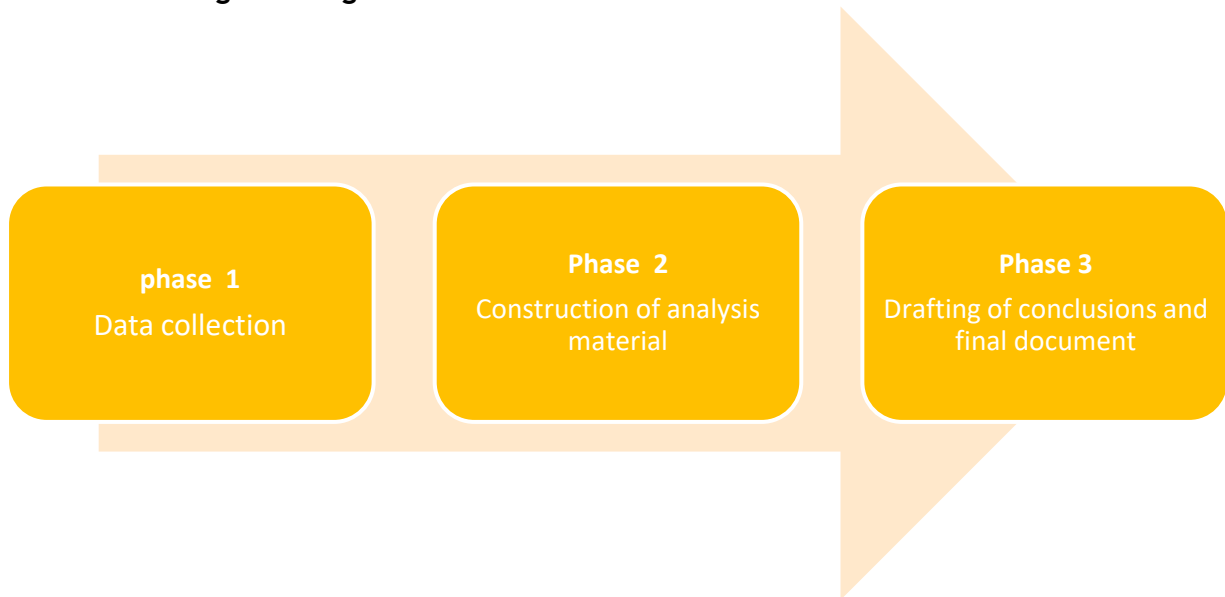 phase 1
Data collection
Phase 2
Construction of analysis
material
Phase 3
Drafting of conclusions and
final document